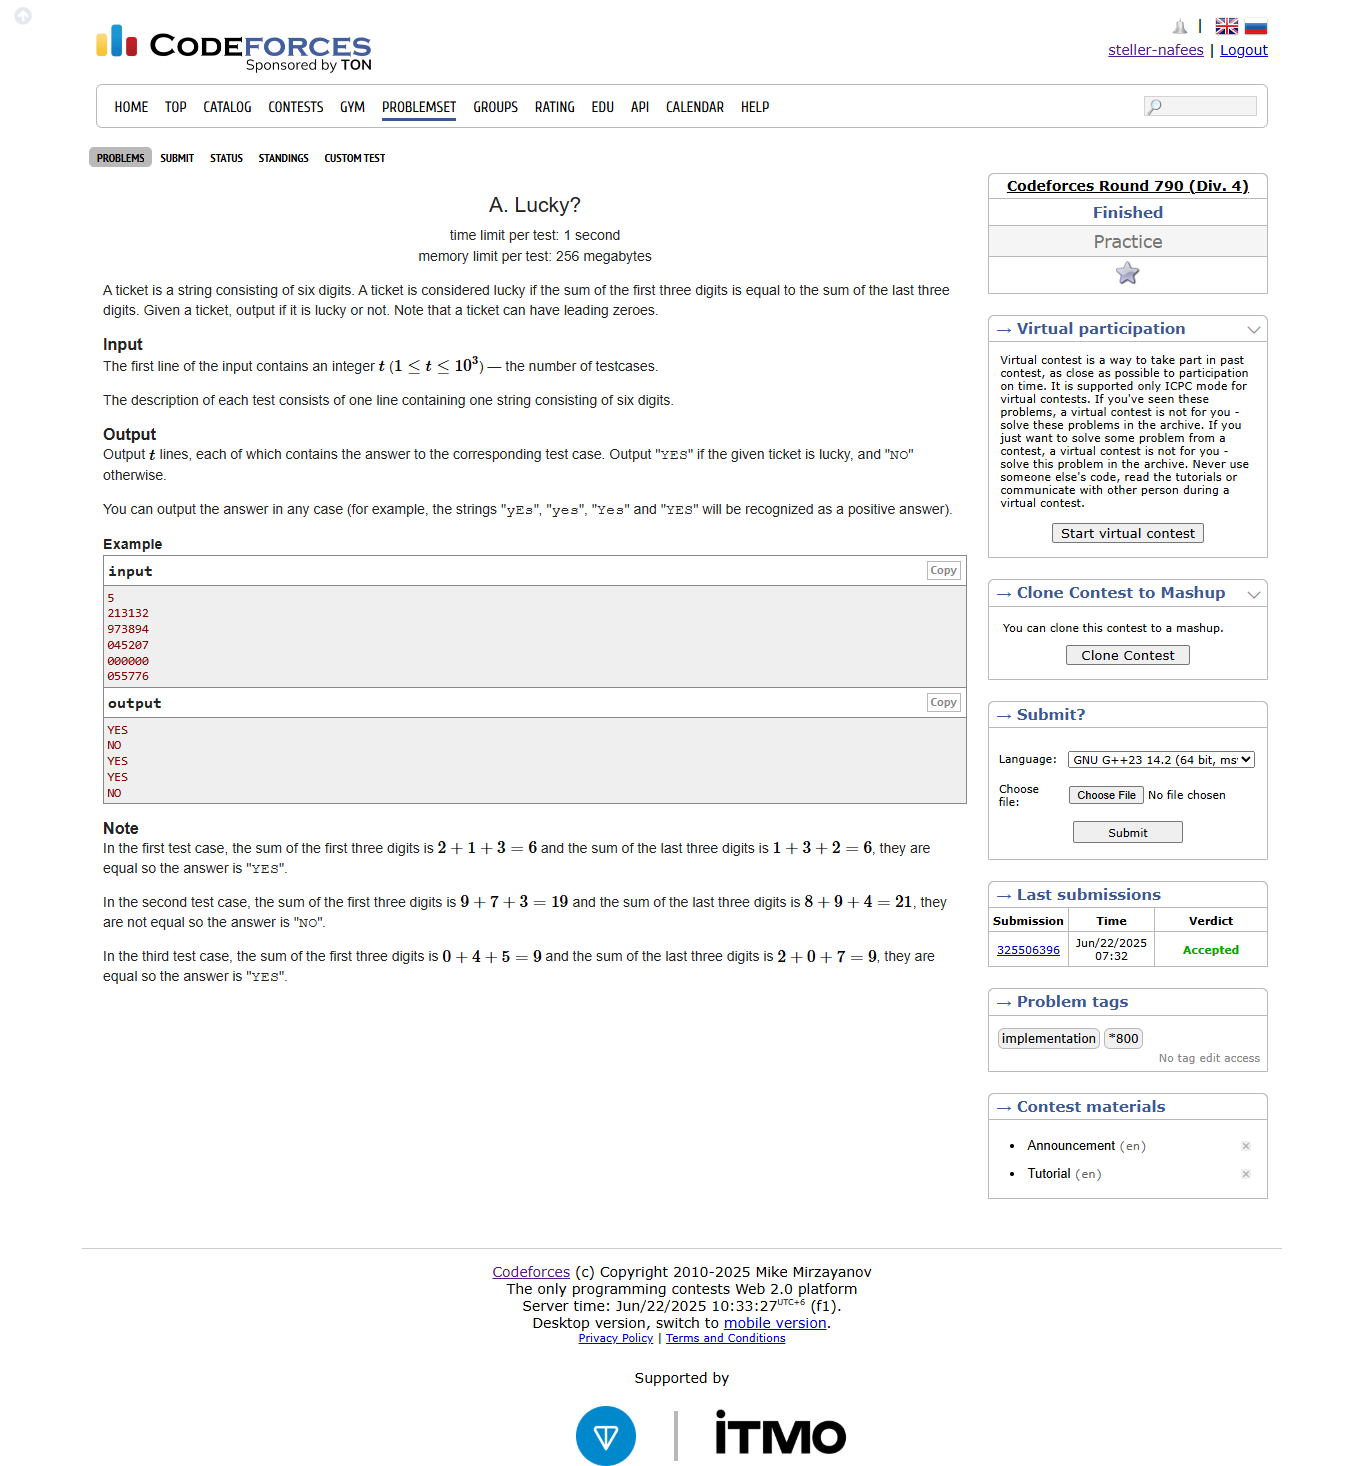 CODEFORCES
Sponsored by TON
|
steller-nafees | Logout
HOME TOP CATALOG CONTESTS GYM PROBLEMSET GROUPS RATING EDU API CALENDAR HELP
PROBLEMS SUBMIT STATUS STANDINGS CUSTOM TEST
A. Lucky?
time limit per test: 1 second
memory limit per test: 256 megabytes
A ticket is a string consisting of six digits. A ticket is considered lucky if the sum of the first three digits is equal to the sum of the last three
digits. Given a ticket, output if it is lucky or not. Note that a ticket can have leading zeroes.
Input
The first line of the input contains an integer t (1 ≤ t ≤ 10³) — the number of testcases.
The description of each test consists of one line containing one string consisting of six digits.
Output
Output t lines, each of which contains the answer to the corresponding test case. Output "YES" if the given ticket is lucky, and "NO"
otherwise.
You can output the answer in any case (for example, the strings "yEs", "yes", "Yes" and "YES" will be recognized as a positive answer).
Example
input Copy
5
213132
973894
045207
000000
055776
output Copy
YES
NO
YES
YES
NO
Note
In the first test case, the sum of the first three digits is 2 + 1 + 3 = 6 and the sum of the last three digits is 1 + 3 + 2 = 6, they are
equal so the answer is "YES".
In the second test case, the sum of the first three digits is 9 + 7 + 3 = 19 and the sum of the last three digits is 8 + 9 + 4 = 21, they
are not equal so the answer is "NO".
In the third test case, the sum of the first three digits is 0 + 4 + 5 = 9 and the sum of the last three digits is 2 + 0 + 7 = 9, they are
equal so the answer is "YES".
Codeforces Round 790 (Div. 4)
Finished
Practice
→ Virtual participation
Virtual contest is a way to take part in past
contest, as close as possible to participation
on time. It is supported only ICPC mode for
virtual contests. If you've seen these
problems, a virtual contest is not for you -
solve these problems in the archive. If you
just want to solve some problem from a
contest, a virtual contest is not for you -
solve this problem in the archive. Never use
someone else's code, read the tutorials or
communicate with other person during a
virtual contest.
Start virtual contest
→ Clone Contest to Mashup
You can clone this contest to a mashup.
Clone Contest
→ Submit?
Language: GNU G++23 14.2 (64 bit, ms
Choose
file: Choose File No file chosen
Submit
→ Last submissions
Submission Time Verdict
325506396 Jun/22/2025
07:32 Accepted
→ Problem tags
implementation *800
No tag edit access
→ Contest materials
• Announcement (en)
• Tutorial (en)
Codeforces (c) Copyright 2010-2025 Mike Mirzayanov
The only programming contests Web 2.0 platform
Server time: Jun/22/2025 10:33:27 UTC+6 (f1).
Desktop version, switch to mobile version.
Privacy Policy | Terms and Conditions
Supported by
iTMO